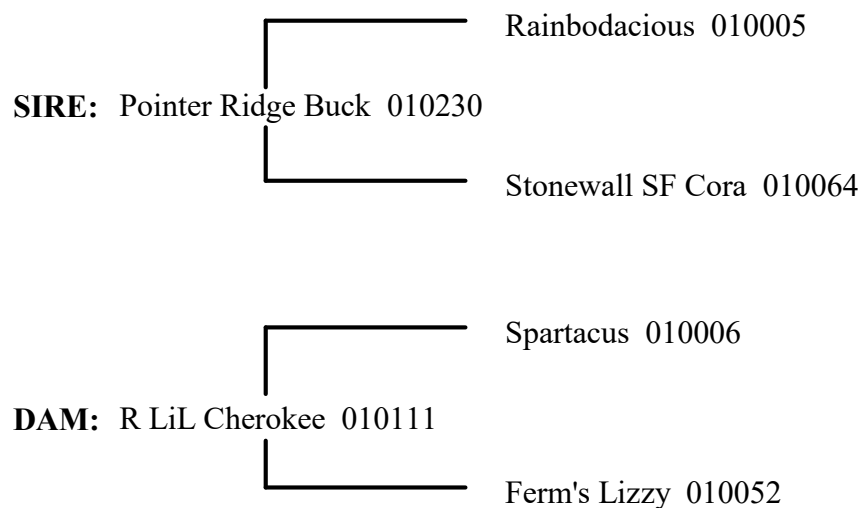 Rainbodacious 010005
SIRE: Pointer Ridge Buck 010230
Stonewall SF Cora 010064
Spartacus 010006
DAM: R LiL Cherokee 010111
Ferm's Lizzy 010052